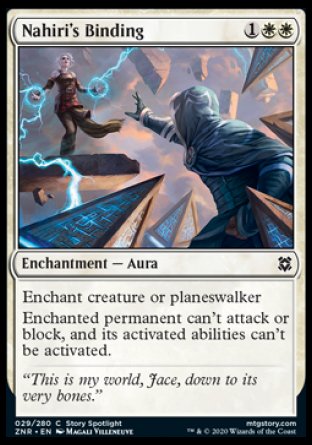 Nahiri's Binding 1
Enchantment — Aura
Enchant creature or planeswalker
Enchanted permanent can't attack or
block, and its activated abilities can't
be activated.
"This is my world, Jace, down to its
very bones."
029/280 C Story Spotlight mtgstory.com
ZNR • EN MAGALI VILLENEUVE ™ & © 2020 Wizards of the Coast